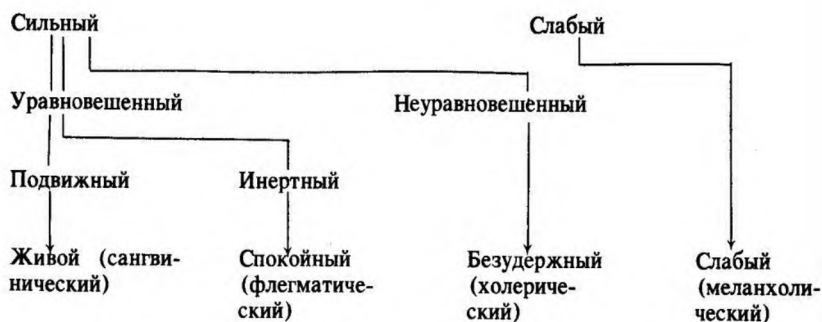 Сильный Слабый
Уравновешенный Неуравновешенный
Подвижный Инертный
Живой (сангви-
нический)
Спокойный
(флегматиче-
ский)
Безудержный
(холериче-
ский)
Слабый
(меланхоли-
ческий)